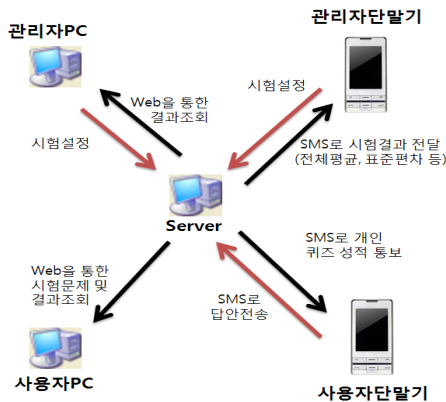 관리자PC
관리자단말기
Web을 통한
결과조회
시험설정
시험설정
SMS로 시험결과 전달
(전체평균, 표준편차 등)
Server
SMS로 개인
퀴즈 성적 통보
Web을 통한
시험문제 및
결과조회
SMS로
답안전송
사용자PC
사용자단말기